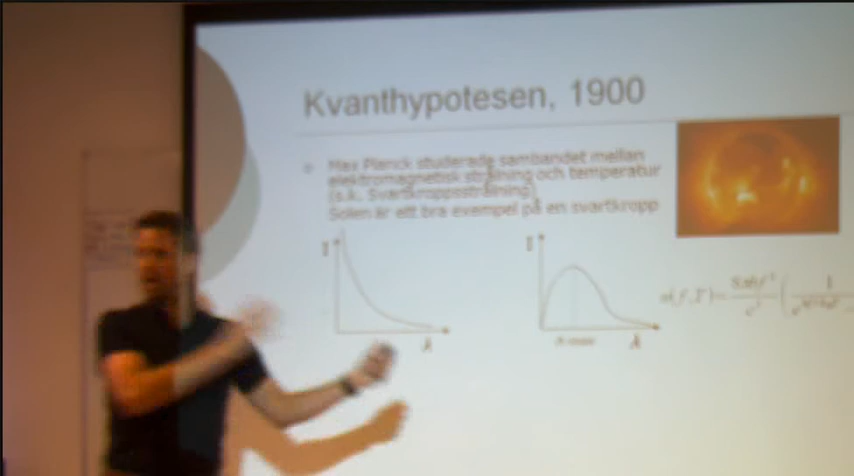 Kvanthypotesen, 1900
Max Planck studerade sambandet mellan
elektromagnetisk strålning och temperatur
(s.k. Svartkroppsstrålning)
Solen är ett bra exempel på en svartkropp
I
I
λ
λ